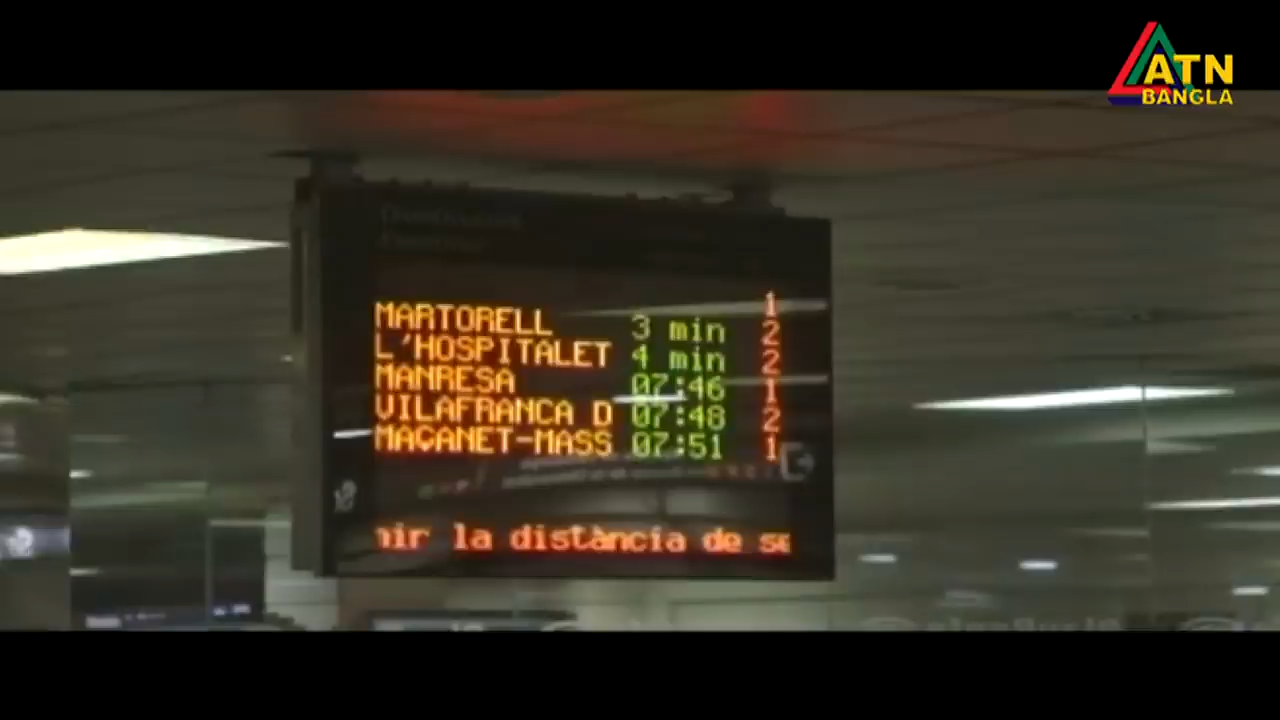 ATN
BANGLA
1
MARTORELL 3 min 2
L'HOSPITALET 4 min 2
MANRESA 07:46 1
VILAFRANCA D 07:48 2
MAÇANET-MASS 07:51 1
nir la distància de se